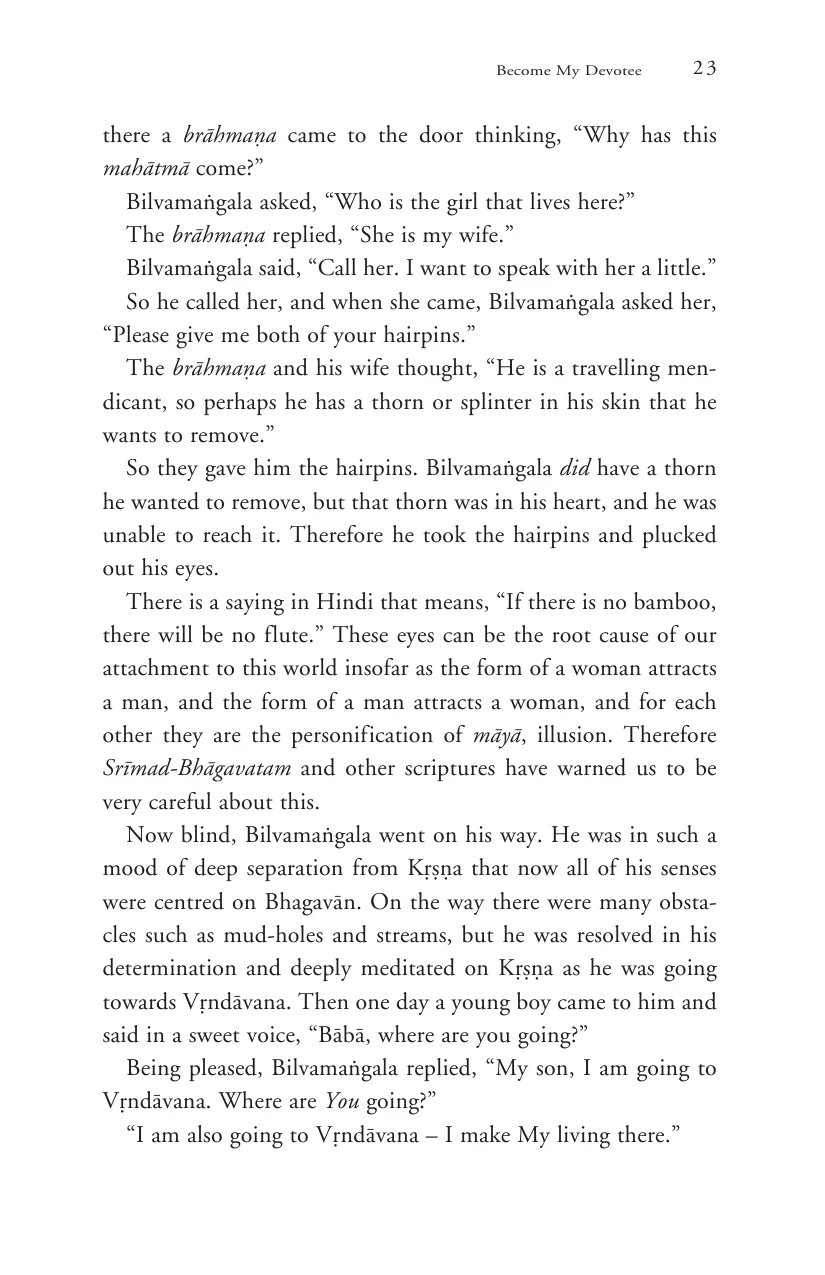 Become My Devotee 23
there a brāhmaṇa came to the door thinking, “Why has this
mahātmā come?”
Bilvamaṅgala asked, “Who is the girl that lives here?”
The brāhmaṇa replied, “She is my wife.”
Bilvamaṅgala said, “Call her. I want to speak with her a little.”
So he called her, and when she came, Bilvamaṅgala asked her,
“Please give me both of your hairpins.”
The brāhmaṇa and his wife thought, “He is a travelling men-
dicant, so perhaps he has a thorn or splinter in his skin that he
wants to remove.”
So they gave him the hairpins. Bilvamaṅgala did have a thorn
he wanted to remove, but that thorn was in his heart, and he was
unable to reach it. Therefore he took the hairpins and plucked
out his eyes.
There is a saying in Hindi that means, “If there is no bamboo,
there will be no flute.” These eyes can be the root cause of our
attachment to this world insofar as the form of a woman attracts
a man, and the form of a man attracts a woman, and for each
other they are the personification of māyā, illusion. Therefore
Srīmad-Bhāgavatam and other scriptures have warned us to be
very careful about this.
Now blind, Bilvamaṅgala went on his way. He was in such a
mood of deep separation from Kṛṣṇa that now all of his senses
were centred on Bhagavān. On the way there were many obsta-
cles such as mud-holes and streams, but he was resolved in his
determination and deeply meditated on Kṛṣṇa as he was going
towards Vṛndāvana. Then one day a young boy came to him and
said in a sweet voice, “Bābā, where are you going?”
Being pleased, Bilvamaṅgala replied, “My son, I am going to
Vṛndāvana. Where are You going?”
“I am also going to Vṛndāvana – I make My living there.”